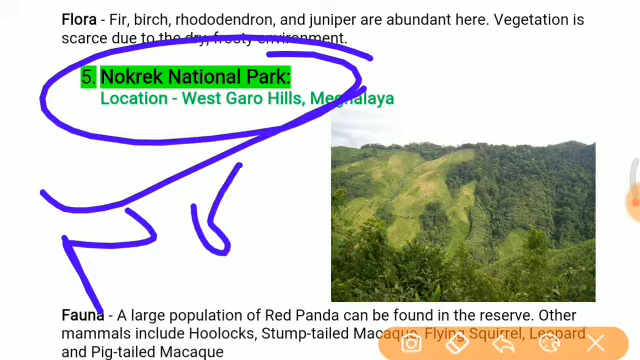 Flora - Fir, birch, rhododendron, and juniper are abundant here. Vegetation is
scarce due to the dry, frosty environment.
5. Nokrek National Park:
Location - West Garo Hills, Meghalaya
Fauna - A large population of Red Panda can be found in the reserve. Other
mammals include Hoolocks, Stump-tailed Macaque, Flying Squirrel, Leopard
and Pig-tailed Macaque